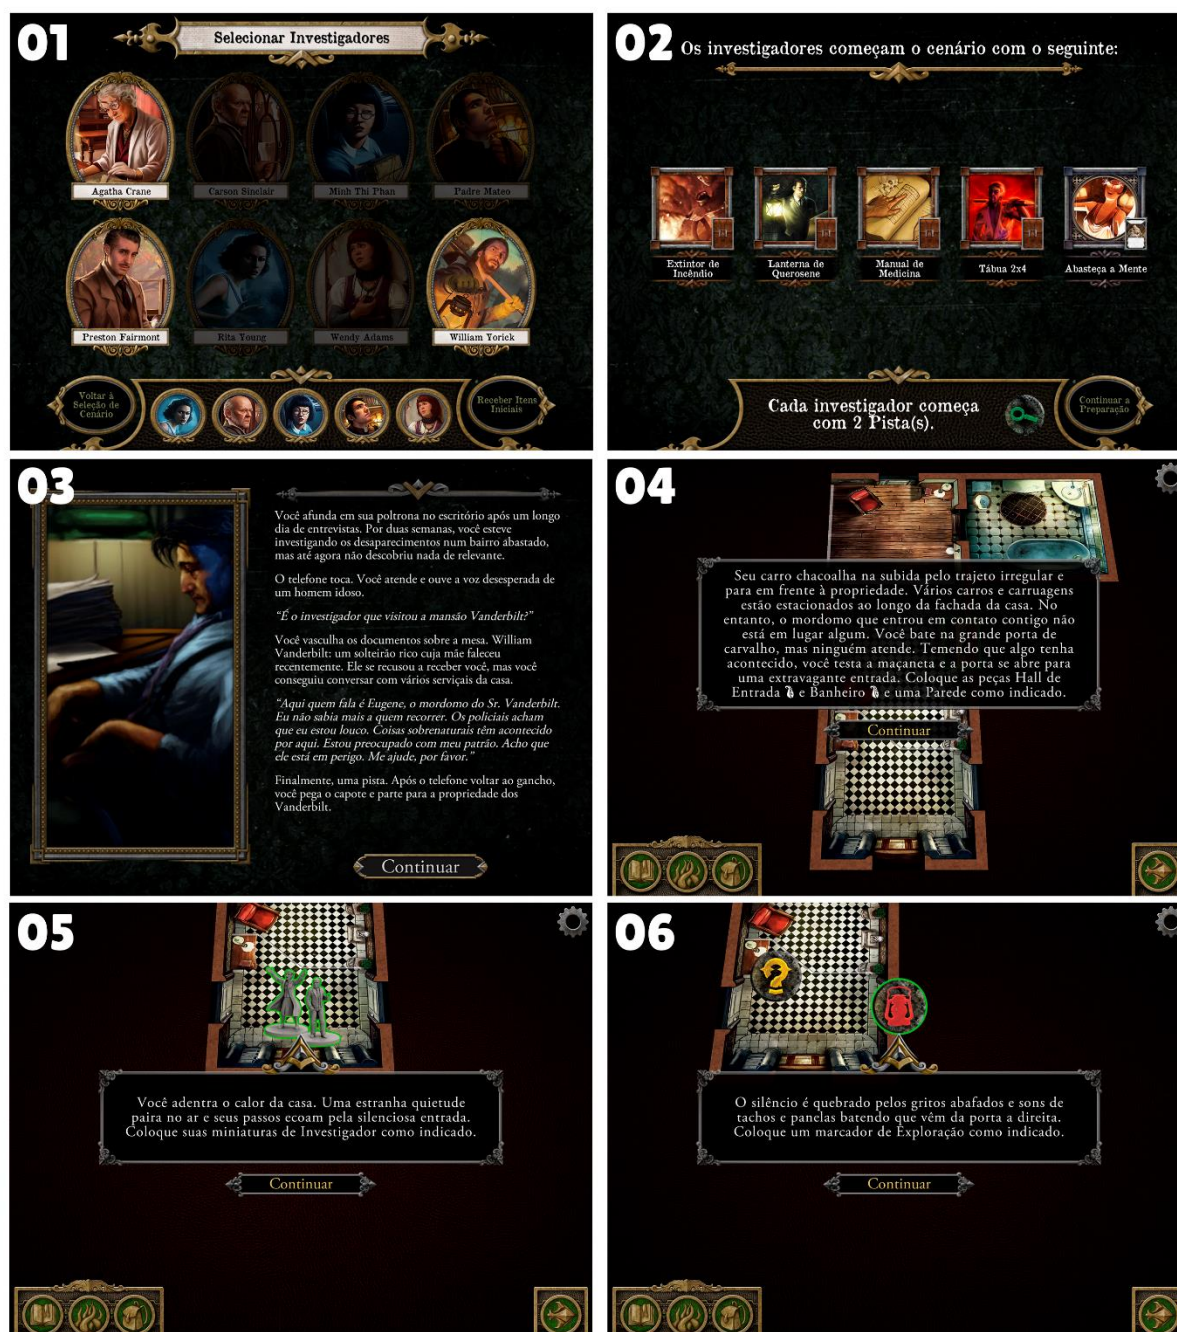 01
Selecionar Investigadores
Agatha Crane
Carson Sinclair
Minh Thi Phan
Padre Mateo
Preston Fairmont
Rita Young
Wendy Adams
William Yorick
Voltar à
Seleção de
Cenário
Receber Itens
Iniciais
02
Os investigadores começam o cenário com o seguinte:
Extintor de
Incêndio
Lanterna de
Querosene
Manual de
Medicina
Tábua 2x4
Abasteça a Mente
Cada investigador começa
com 2 Pista(s).
Continuar a
Preparação
03
Você afunda em sua poltrona no escritório após um longo
dia de entrevistas. Por duas semanas, você esteve
investigando os desaparecimentos num bairro abastado,
mas até agora não descobriu nada de relevante.
O telefone toca. Você atende e ouve a voz desesperada de
um homem idoso.
“É o investigador que visitou a mansão Vanderbilt?”
Você vasculha os documentos sobre a mesa. William
Vanderbilt: um solteirão rico cuja mãe faleceu
recentemente. Ele se recusou a receber você, mas você
conseguiu conversar com vários serviçais da casa.
“Aqui quem fala é Eugene, o mordomo do Sr. Vanderbilt.
Eu não sabia mais a quem recorrer. Os policiais acham
que eu estou louco. Coisas sobrenaturais têm acontecido
por aqui. Estou preocupado com meu patrão. Acho que
ele está em perigo. Me ajude, por favor.”
Finalmente, uma pista. Após o telefone voltar ao gancho,
você pega o capote e parte para a propriedade dos
Vanderbilt.
Continuar
04
Seu carro chacoalha na subida pelo trajeto irregular e
para em frente à propriedade. Vários carros e carruagens
estão estacionados ao longo da fachada da casa. No
entanto, o mordomo que entrou em contato contigo não
está em lugar algum. Você bate na grande porta de
carvalho, mas ninguém atende. Temendo que algo tenha
acontecido, você testa a maçaneta e a porta se abre para
uma extravagante entrada. Coloque as peças Hall de
Entrada e Banheiro e uma Parede como indicado.
Continuar
05
Você adentra o calor da casa. Uma estranha quietude
paira no ar e seus passos ecoam pela silenciosa entrada.
Coloque suas miniaturas de Investigador como indicado.
Continuar
06
O silêncio é quebrado pelos gritos abafados e sons de
tachos e panelas batendo que vêm da porta a direita.
Coloque um marcador de Exploração como indicado.
Continuar